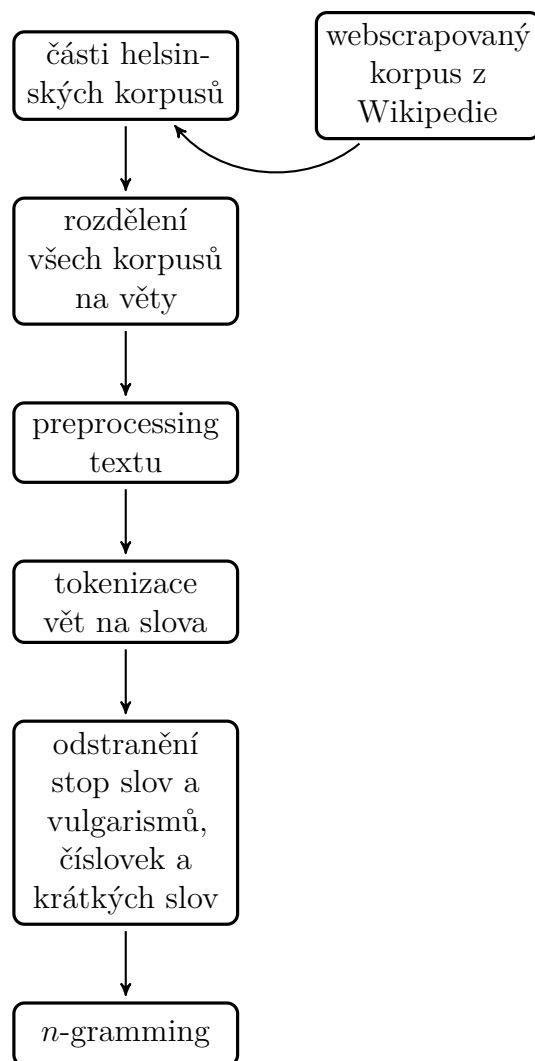 části helsin-
ských korpusů
webscrapovaný
korpus z
Wikipedie
rozdělení
všech korpusů
na věty
preprocessing
textu
tokenizace
vět na slova
odstranění
stop slov a
vulgarismů,
číslovek a
krátkých slov
n-gramming